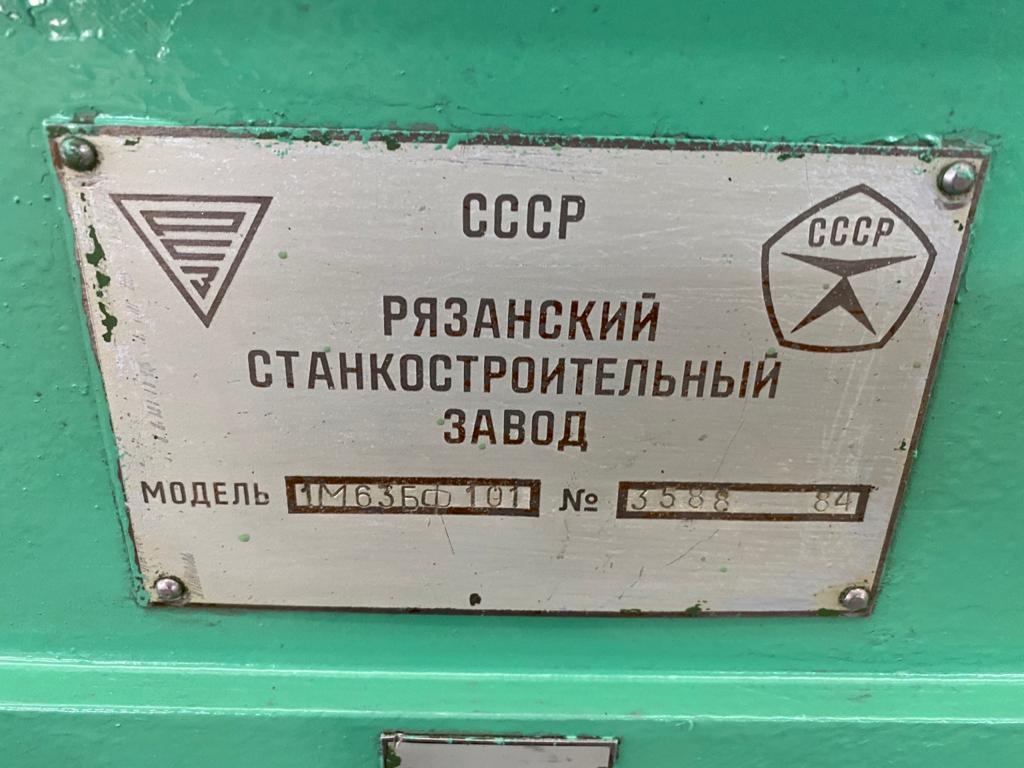 СССР
СССР
РЯЗАНСКИЙ
СТАНКОСТРОИТЕЛЬНЫЙ
ЗАВОД
МОДЕЛЬ 1М63БФ101 № 3588 84